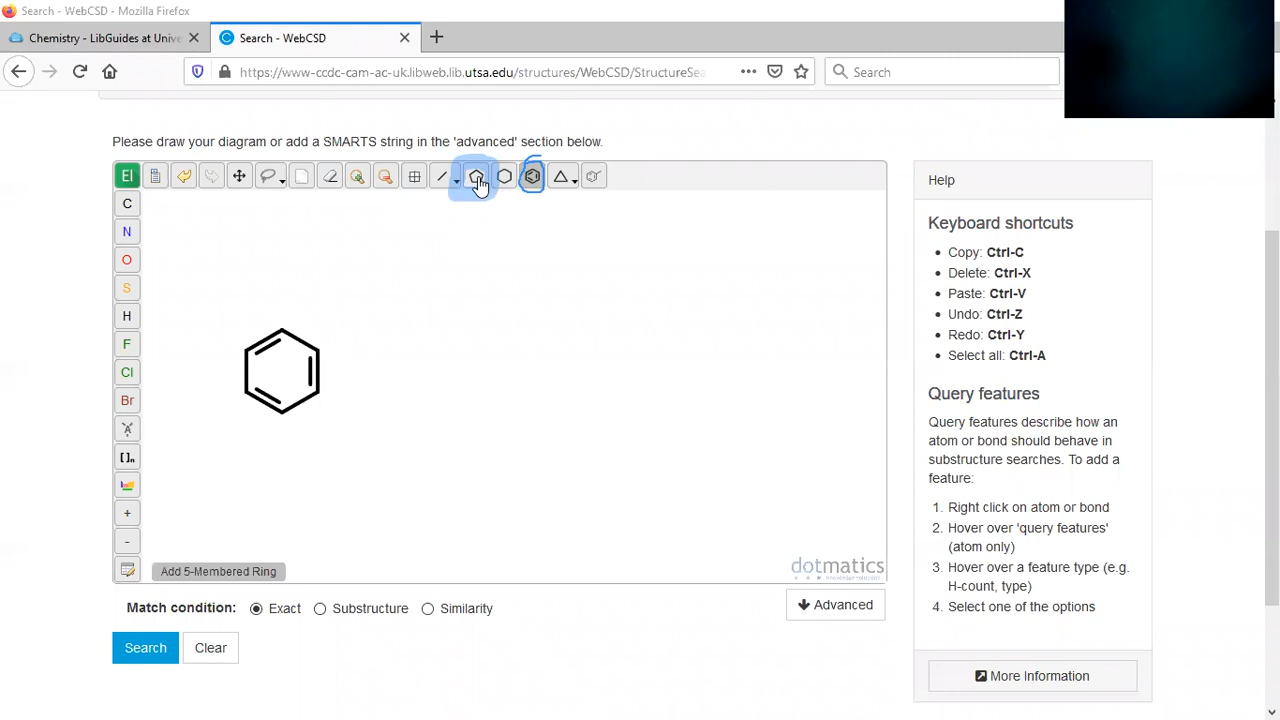 Search - WebCSD - Mozilla Firefox
Chemistry - LibGuides at Unive
Search - WebCSD
https://www-ccdc-cam-ac-uk.libweb.lib.utsa.edu/structures/WebCSD/StructureSea
Search
Please draw your diagram or add a SMARTS string in the 'advanced' section below.
El
C
N
O
S
H
F
Cl
Br
A
[ ]n
+
-
Add 5-Membered Ring
dotmatics
Match condition:
Exact
Substructure
Similarity
Advanced
Search
Clear
Help
Keyboard shortcuts
Copy: Ctrl-C
Delete: Ctrl-X
Paste: Ctrl-V
Undo: Ctrl-Z
Redo: Ctrl-Y
Select all: Ctrl-A
Query features
Query features describe how an
atom or bond should behave in
substructure searches. To add a
feature:
1. Right click on atom or bond
2. Hover over 'query features'
(atom only)
3. Hover over a feature type (e.g.
H-count, type)
4. Select one of the options
More Information